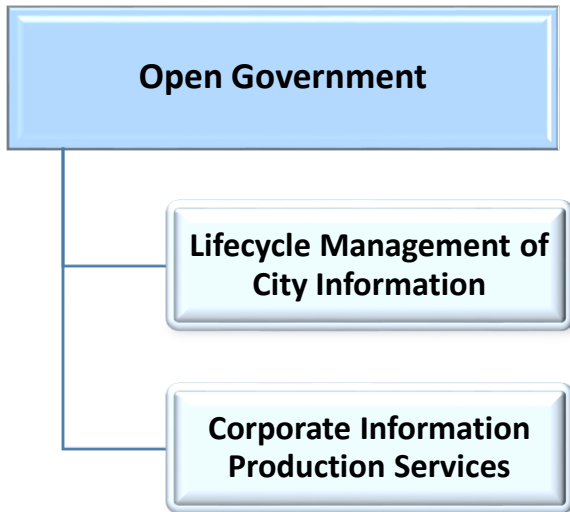 Open Government
Lifecycle Management of
City Information
Corporate Information
Production Services